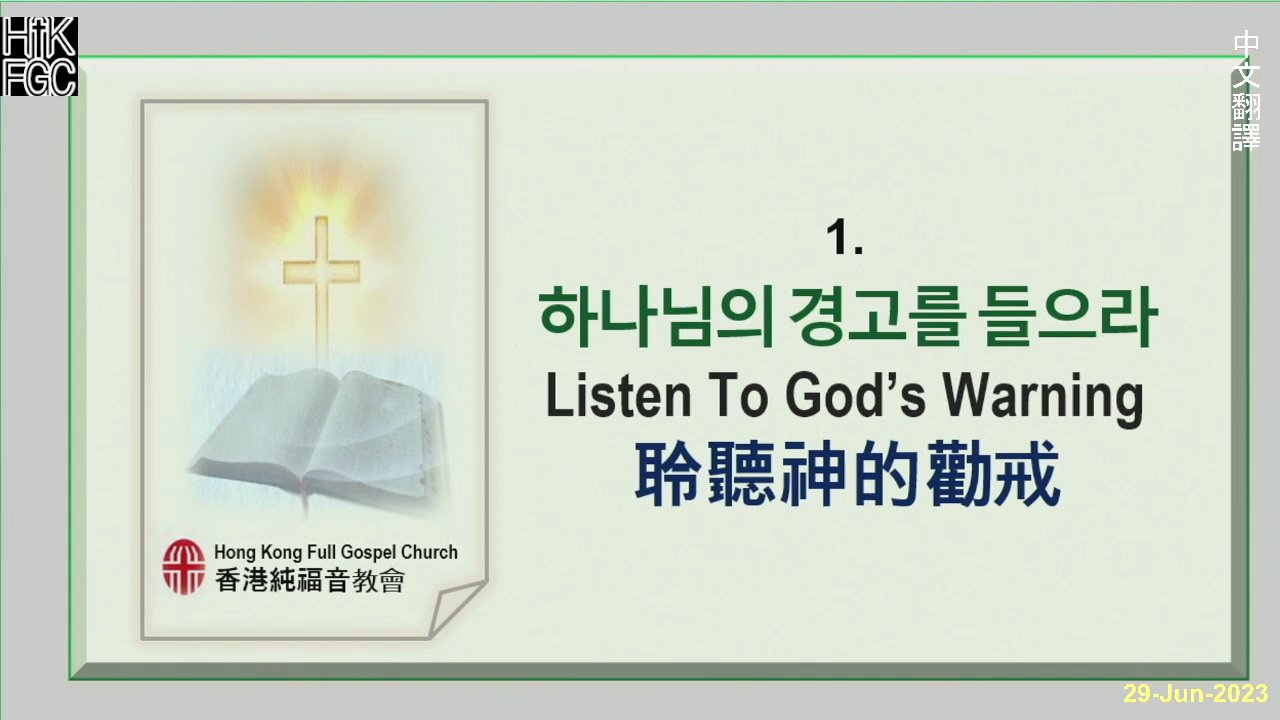 H†K
FGC
中文翻譯
1.
하나님의 경고를 들으라
Listen To God’s Warning
聆聽神的勸戒
Hong Kong Full Gospel Church
香港純福音教會
29-Jun-2023